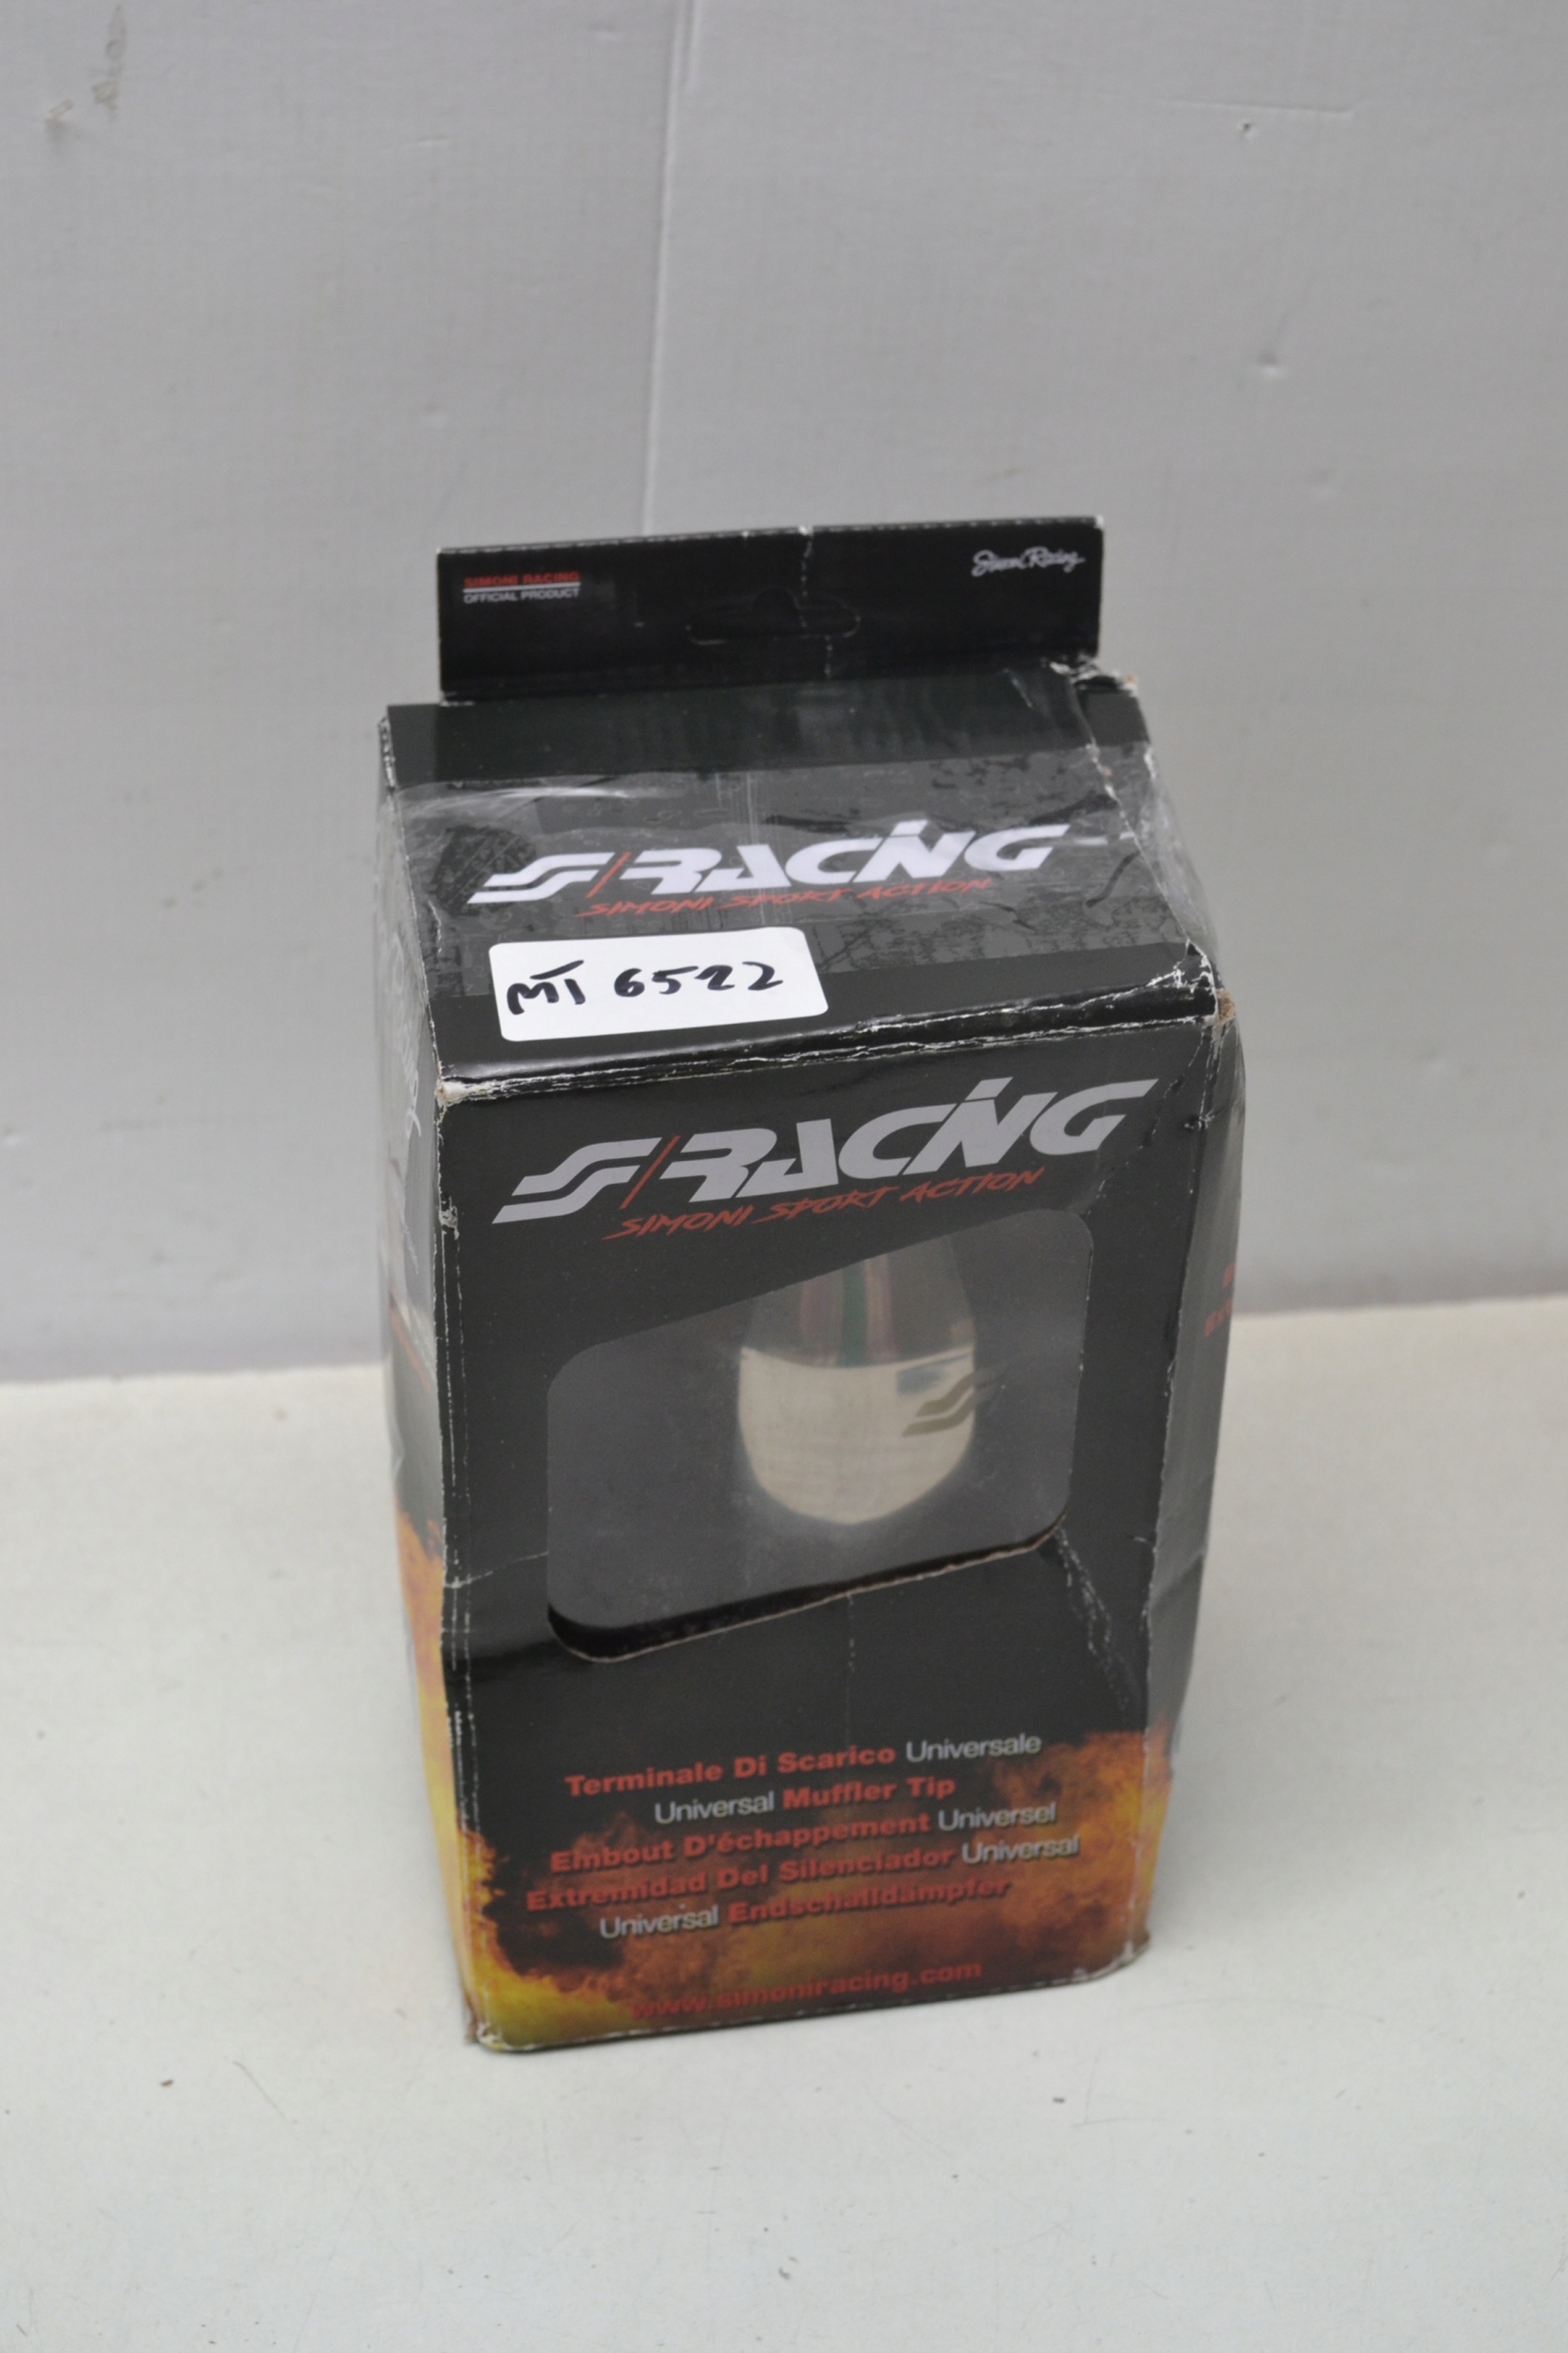 SIMONI RACING
OFFICIAL PRODUCT
Simoni Racing
S/RACING
SIMONI SPORT ACTION
MT 6522
S/RACING
SIMONI SPORT ACTION
Terminale Di Scarico Universale
Universal Muffler Tip
Embout D'échappement Universel
Extremidad Del Silenciador Universal
Universal Endschalldämpfer
www.simoniracing.com